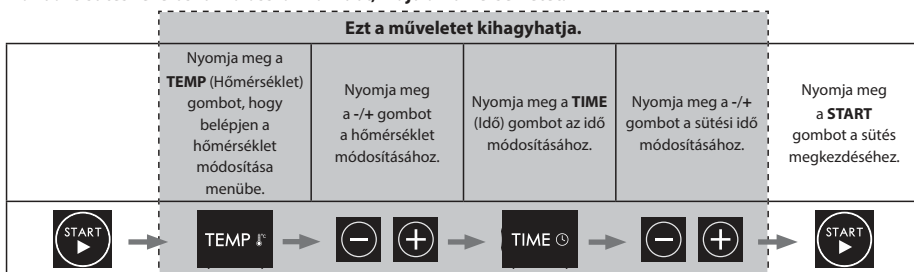 Ezt a műveletet kihagyhatja.
Nyomja meg a
TEMP (Hőmérséklet)
gombot, hogy
belépjen a
hőmérséklet
módosítása
menübe.
Nyomja meg
a -/+ gombot
a hőmérséklet
módosításához.
Nyomja meg a TIME
(Idő) gombot az idő
módosításához.
Nyomja meg a -/+
gombot a sütési idő
módosításához.
Nyomja meg
a START
gombot a sütés
megkezdéséhez.
START
TEMP °C
- +
TIME
- +
START